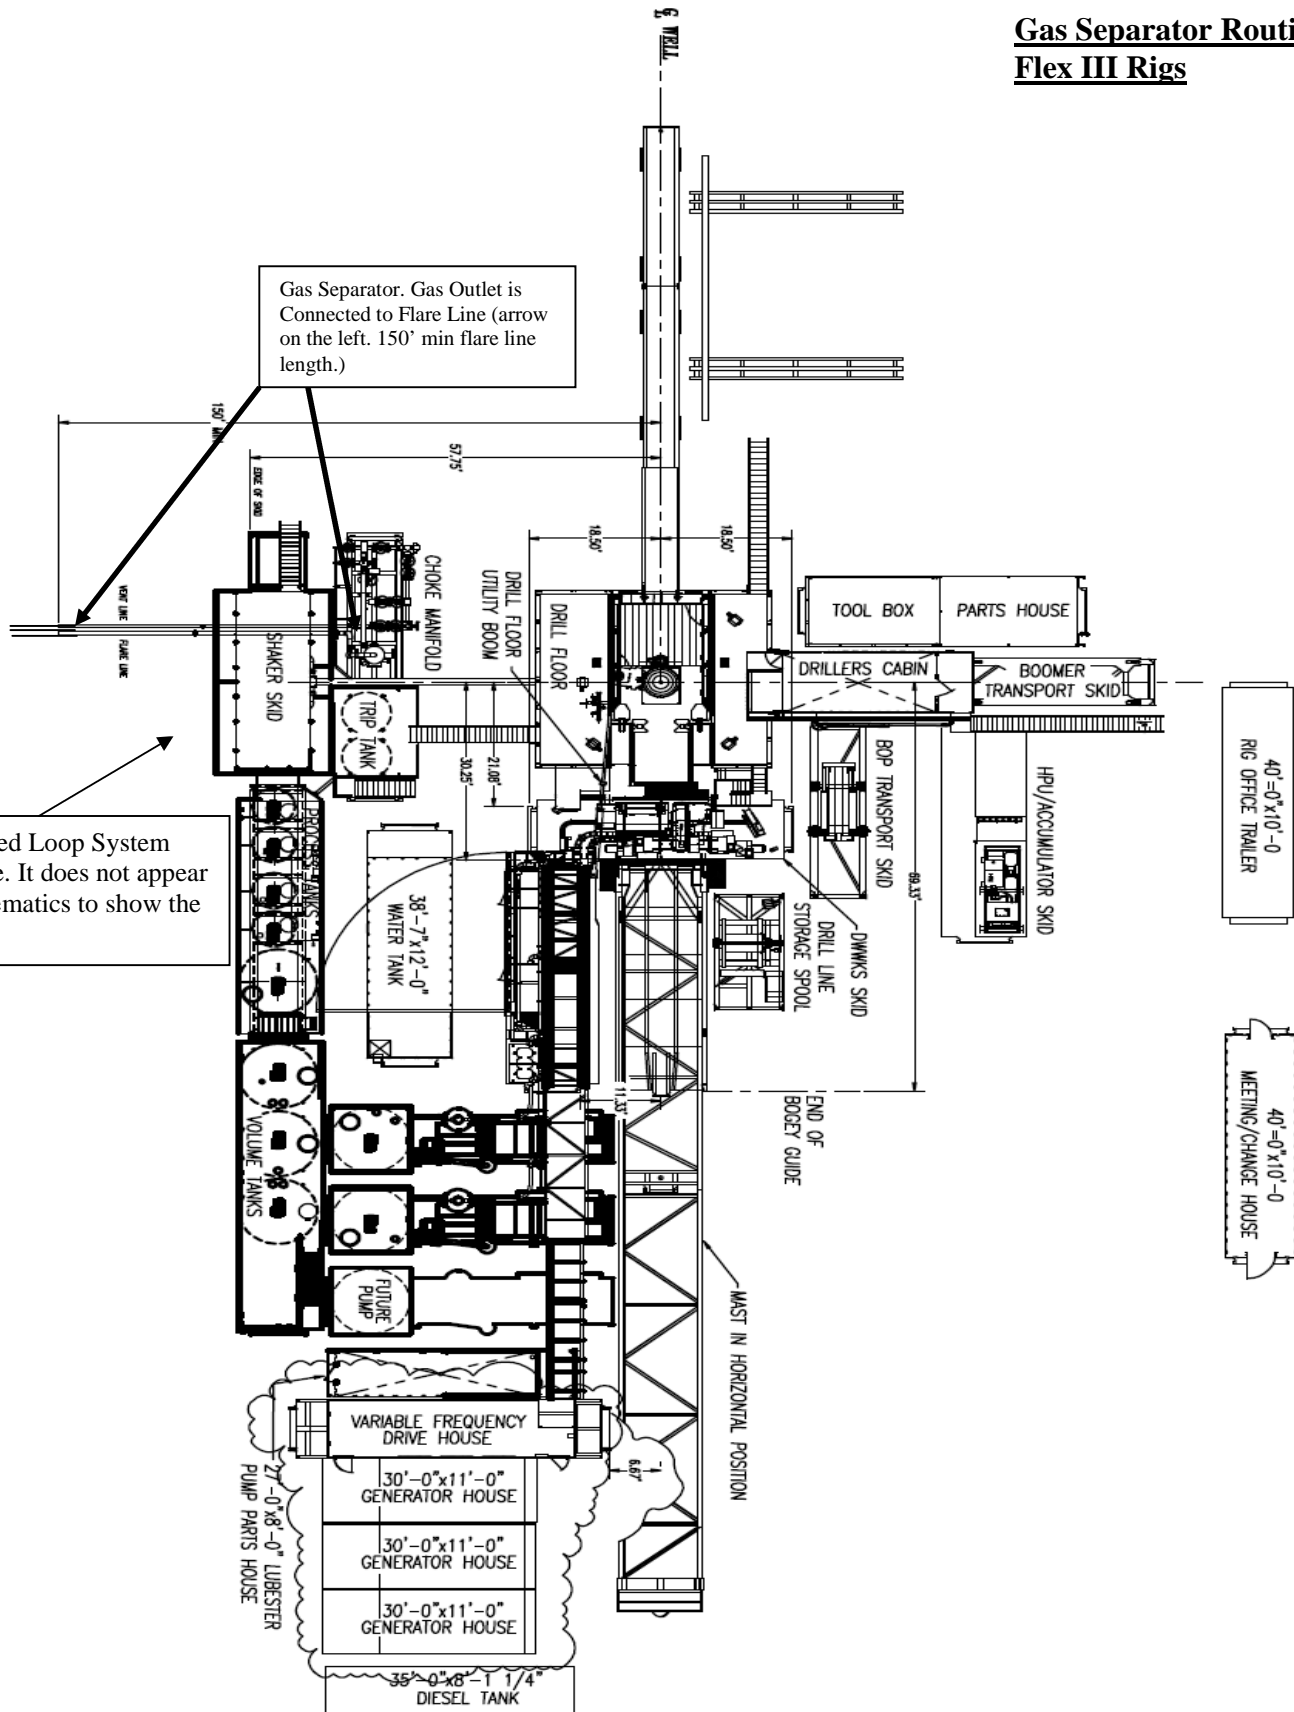 Gas Separator Routi
Flex III Rigs
℄ WELL
Gas Separator. Gas Outlet is
Connected to Flare Line (arrow
on the left. 150’ min flare line
length.)
150' MIN
57.75'
EDGE OF SKID
18.50'
18.50'
CHOKE MANIFOLD
DRILL FLOOR
UTILITY BOOM
DRILL FLOOR
TOOL BOX
PARTS HOUSE
VENT LINE
FLARE LINE
SHAKER SKID
TRIP TANK
DRILLERS CABIN
BOOMER
TRANSPORT SKID
21.08'
30.25'
BOP TRANSPORT SKID
HPU/ACCUMULATOR SKID
40'-0"x10'-0
RIG OFFICE TRAILER
ed Loop System
e. It does not appear
ematics to show the
PROCESS TANKS
38'-7"x12'-0"
WATER TANK
69.33'
DWWKS SKID
DRILL LINE
STORAGE SPOOL
11.33'
END OF
BOGEY GUIDE
40'=0"x10'-0
MEETING/CHANGE HOUSE
VOLUME TANKS
FUTURE
PUMP
MAST IN HORIZONTAL POSITION
VARIABLE FREQUENCY
DRIVE HOUSE
6.67'
27'-0"x8'-0" LUBESTER
PUMP PARTS HOUSE
30'-0"x11'-0"
GENERATOR HOUSE
30'-0"x11'-0"
GENERATOR HOUSE
30'-0"x11'-0"
GENERATOR HOUSE
35'-0"x8'-1 1/4"
DIESEL TANK